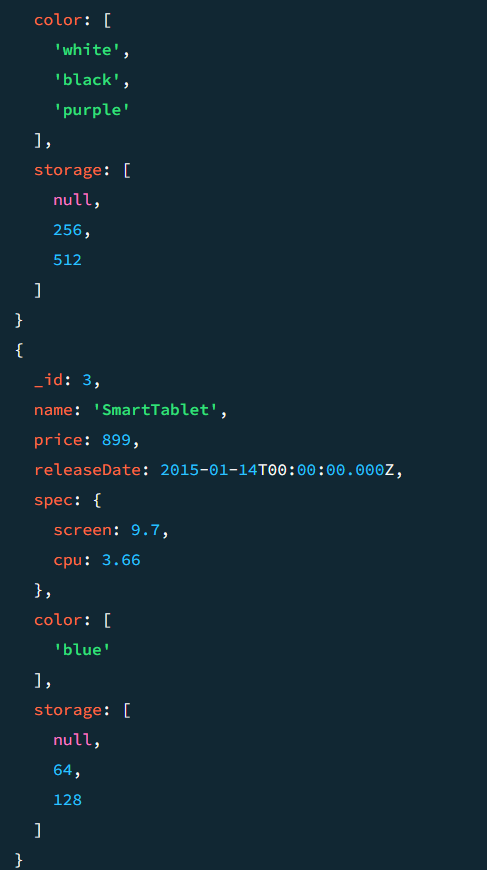 color: [
'white',
'black',
'purple'
],
storage: [
null,
256,
512
]
}
{
_id: 3,
name: 'SmartTablet',
price: 899,
releaseDate: 2015-01-14T00:00:00.000Z,
spec: {
screen: 9.7,
cpu: 3.66
},
color: [
'blue'
],
storage: [
null,
64,
128
]
}